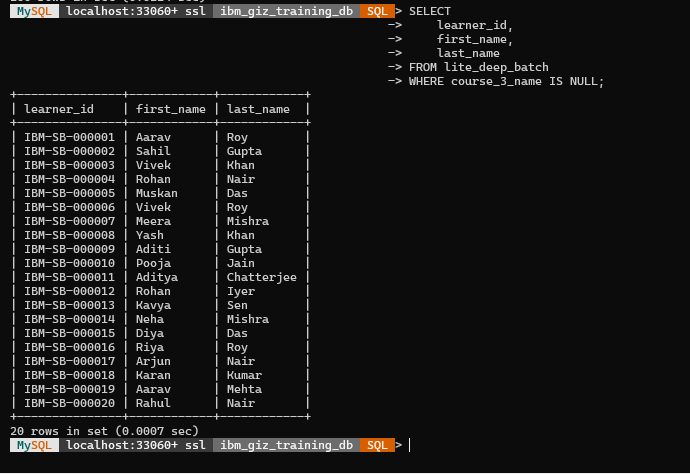 MySQL localhost:33060+ ssl ibm_giz_training_db SQL > SELECT
-> learner_id,
-> first_name,
-> last_name
-> FROM lite_deep_batch
-> WHERE course_3_name IS NULL;
+---------------+------------+------------+
| learner_id | first_name | last_name |
+---------------+------------+------------+
| IBM-SB-000001 | Aarav | Roy |
| IBM-SB-000002 | Sahil | Gupta |
| IBM-SB-000003 | Vivek | Khan |
| IBM-SB-000004 | Rohan | Nair |
| IBM-SB-000005 | Muskan | Das |
| IBM-SB-000006 | Vivek | Roy |
| IBM-SB-000007 | Meera | Mishra |
| IBM-SB-000008 | Yash | Khan |
| IBM-SB-000009 | Aditi | Gupta |
| IBM-SB-000010 | Pooja | Jain |
| IBM-SB-000011 | Aditya | Chatterjee |
| IBM-SB-000012 | Rohan | Iyer |
| IBM-SB-000013 | Kavya | Sen |
| IBM-SB-000014 | Neha | Mishra |
| IBM-SB-000015 | Diya | Das |
| IBM-SB-000016 | Riya | Roy |
| IBM-SB-000017 | Arjun | Nair |
| IBM-SB-000018 | Karan | Kumar |
| IBM-SB-000019 | Aarav | Mehta |
| IBM-SB-000020 | Rahul | Nair |
+---------------+------------+------------+
20 rows in set (0.0007 sec)
MySQL localhost:33060+ ssl ibm_giz_training_db SQL >